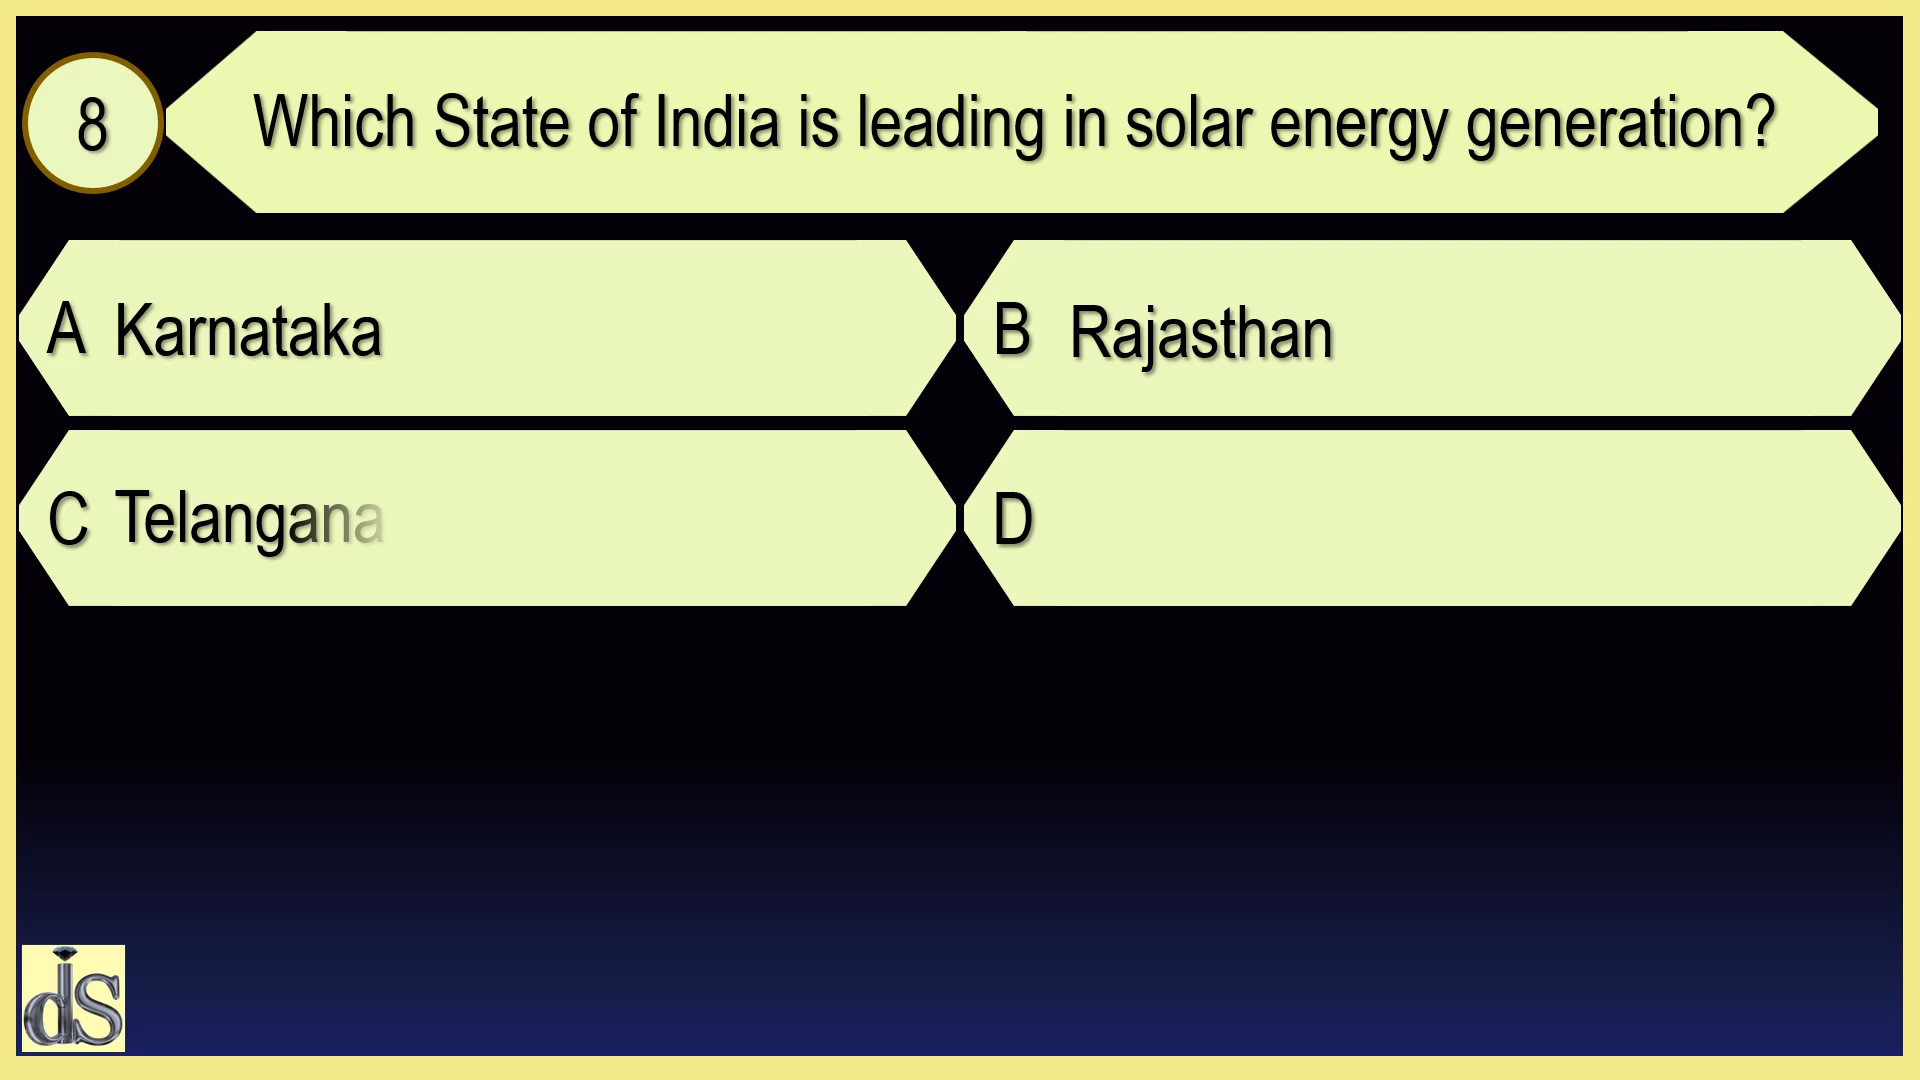 8
Which State of India is leading in solar energy generation?
A Karnataka
B Rajasthan
C Telangana
D
ds